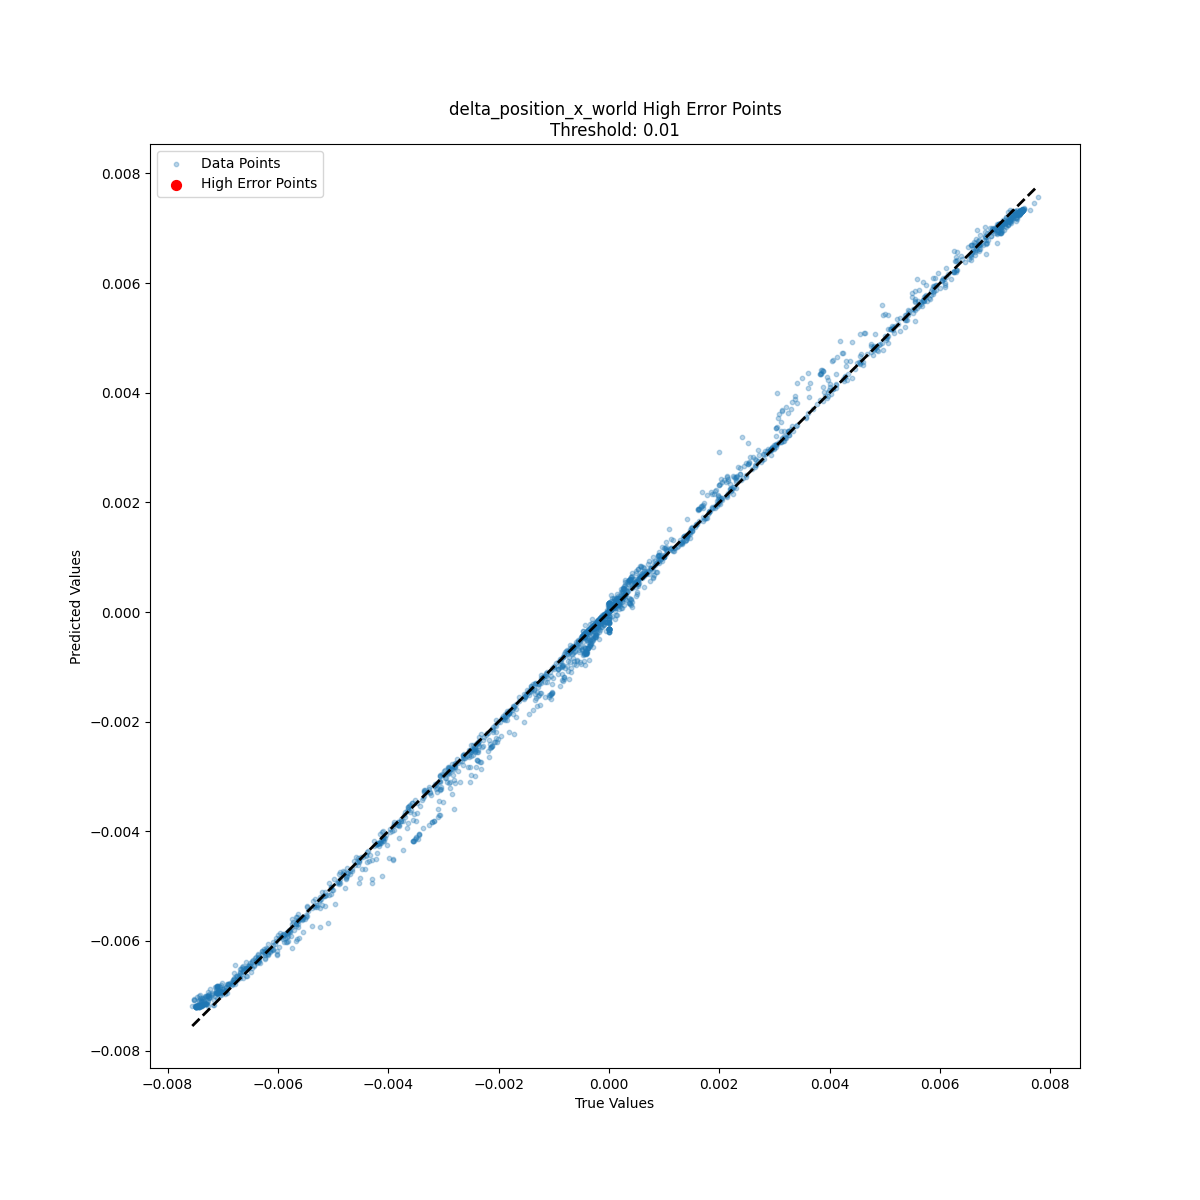 delta_position_x_world High Error Points
Threshold: 0.01
Data Points
High Error Points
0.008
0.006
0.004
0.002
0.000
−0.002
−0.004
−0.006
−0.008
Predicted Values
−0.008 −0.006 −0.004 −0.002 0.000 0.002 0.004 0.006 0.008
True Values